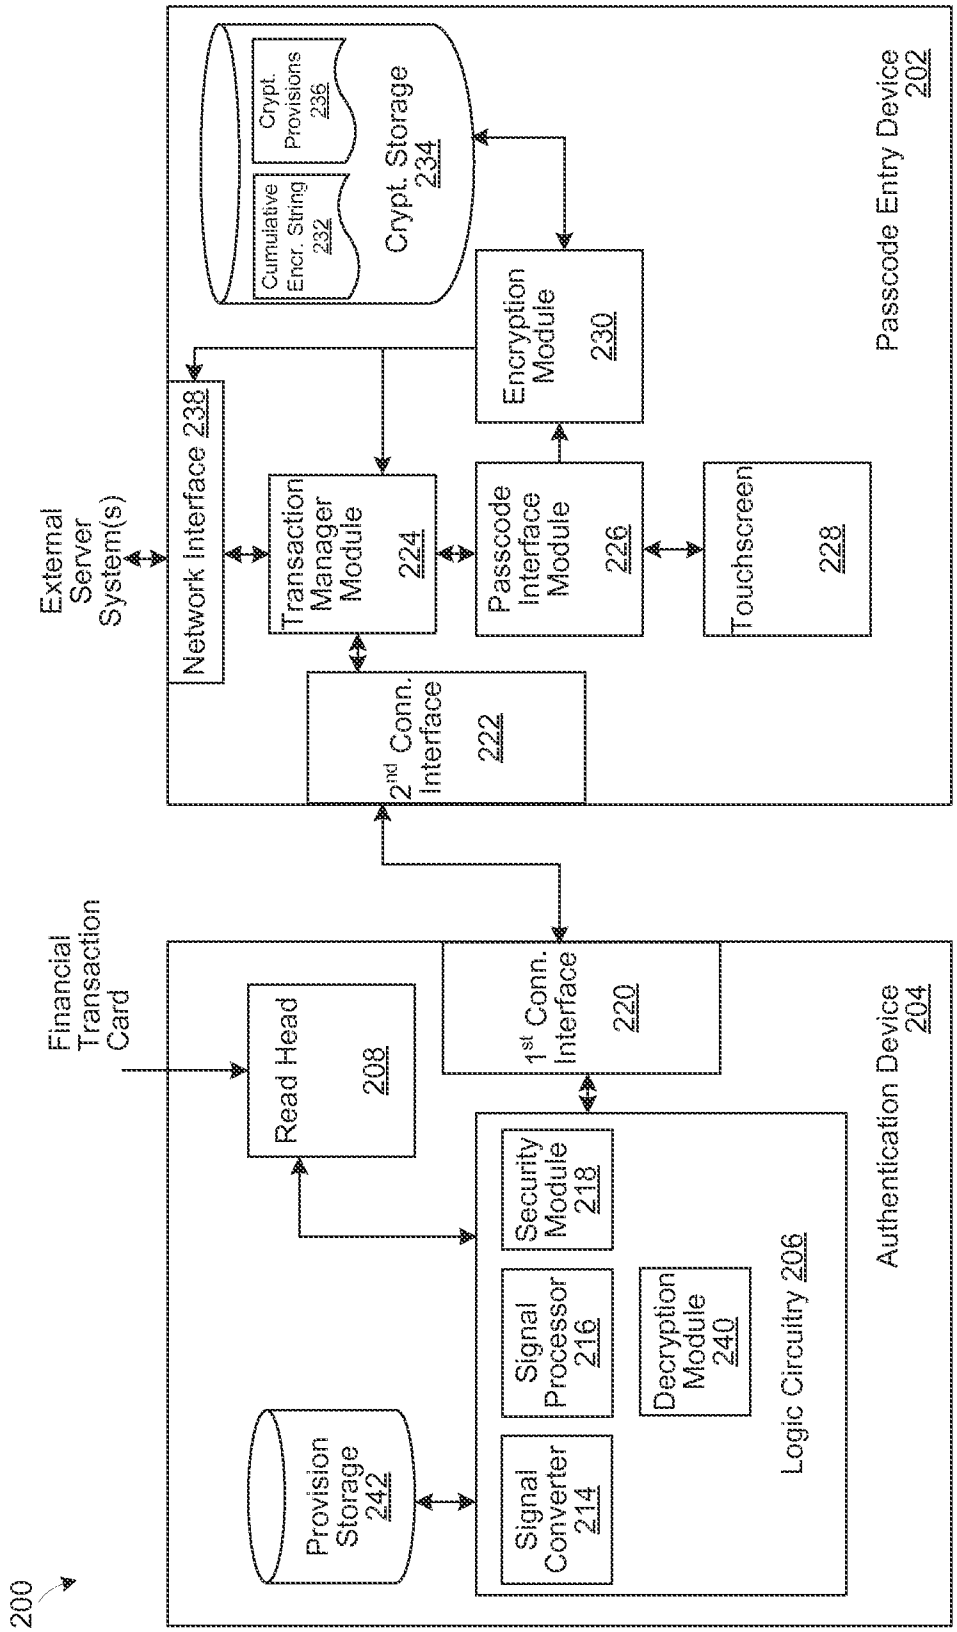 200
Financial
Transaction
Card
External
Server
System(s)
Provision
Storage
242
Read Head
208
Signal
Converter
214
Signal
Processor
216
Security
Module
218
Decryption
Module
240
Logic Circuitry 206
1st Conn.
Interface
220
Authentication Device
204
2nd Conn.
Interface
222
Network Interface 238
Transaction
Manager
Module
224
Passcode
Interface
Module
226
Touchscreen
228
Encryption
Module
230
Cumulative
Encr. String
232
Crypt.
Provisions
236
Crypt. Storage
234
Passcode Entry Device
202